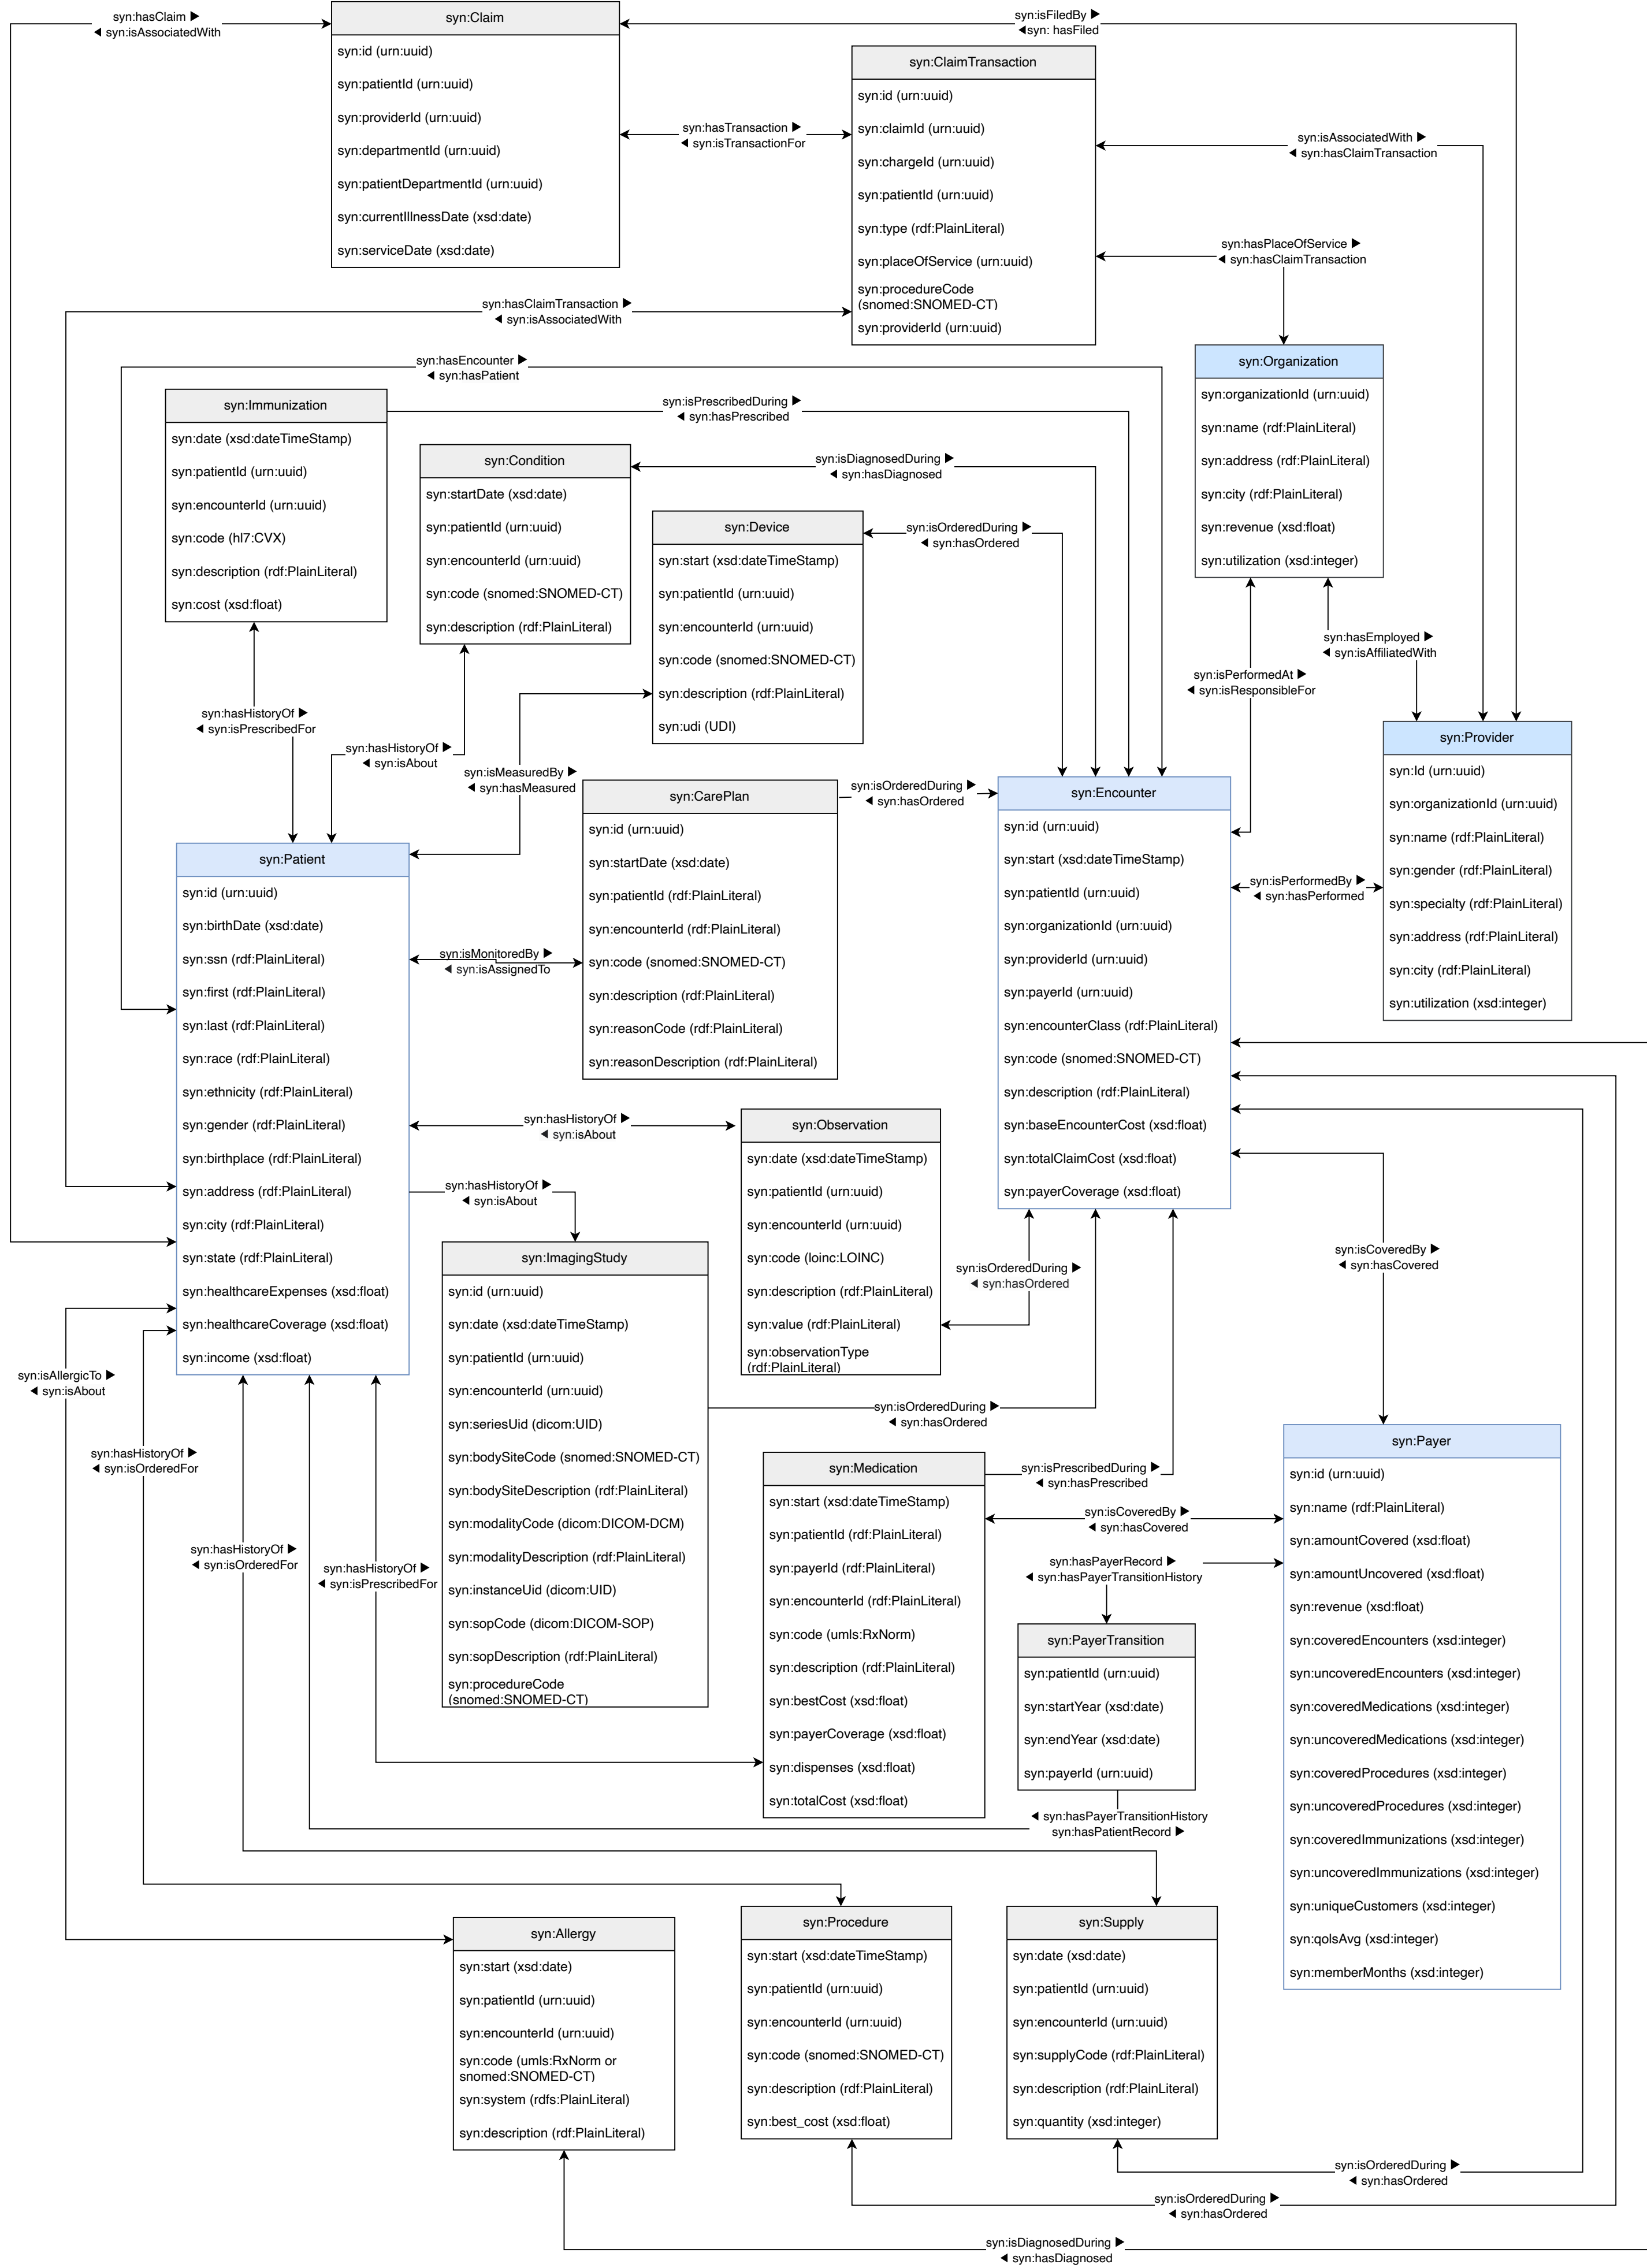 syn:hasClaim ▶
◀ syn:isAssociatedWith
syn:Claim
syn:id (urn:uuid)
syn:patientId (urn:uuid)
syn:providerId (urn:uuid)
syn:departmentId (urn:uuid)
syn:patientDepartmentId (urn:uuid)
syn:currentIllnessDate (xsd:date)
syn:serviceDate (xsd:date)
syn:isFiledBy ▶
◀syn: hasFiled
syn:hasTransaction ▶
◀ syn:isTransactionFor
syn:ClaimTransaction
syn:id (urn:uuid)
syn:claimId (urn:uuid)
syn:chargeId (urn:uuid)
syn:patientId (urn:uuid)
syn:type (rdf:PlainLiteral)
syn:placeOfService (urn:uuid)
syn:procedureCode
(snomed:SNOMED-CT)
syn:providerId (urn:uuid)
syn:isAssociatedWith ▶
◀ syn:hasClaimTransaction
syn:hasPlaceOfService ▶
◀ syn:hasClaimTransaction
syn:hasClaimTransaction ▶
◀ syn:isAssociatedWith
syn:hasEncounter ▶
◀ syn:hasPatient
syn:Organization
syn:organizationId (urn:uuid)
syn:name (rdf:PlainLiteral)
syn:address (rdf:PlainLiteral)
syn:city (rdf:PlainLiteral)
syn:revenue (xsd:float)
syn:utilization (xsd:integer)
syn:Immunization
syn:date (xsd:dateTimeStamp)
syn:patientId (urn:uuid)
syn:encounterId (urn:uuid)
syn:code (hl7:CVX)
syn:description (rdf:PlainLiteral)
syn:cost (xsd:float)
syn:isPrescribedDuring ▶
◀ syn:hasPrescribed
syn:Condition
syn:startDate (xsd:date)
syn:patientId (urn:uuid)
syn:encounterId (urn:uuid)
syn:code (snomed:SNOMED-CT)
syn:description (rdf:PlainLiteral)
syn:isDiagnosedDuring ▶
◀ syn:hasDiagnosed
syn:Device
syn:start (xsd:dateTimeStamp)
syn:patientId (urn:uuid)
syn:encounterId (urn:uuid)
syn:code (snomed:SNOMED-CT)
syn:description (rdf:PlainLiteral)
syn:udi (UDI)
syn:isOrderedDuring ▶
◀ syn:hasOrdered
syn:hasEmployed ▶
◀ syn:isAffiliatedWith
syn:isPerformedAt ▶
◀ syn:isResponsibleFor
syn:hasHistoryOf ▶
◀ syn:isPrescribedFor
syn:hasHistoryOf ▶
◀ syn:isAbout
syn:isMeasuredBy ▶
◀ syn:hasMeasured
syn:Provider
syn:Id (urn:uuid)
syn:organizationId (urn:uuid)
syn:name (rdf:PlainLiteral)
syn:gender (rdf:PlainLiteral)
syn:specialty (rdf:PlainLiteral)
syn:address (rdf:PlainLiteral)
syn:city (rdf:PlainLiteral)
syn:utilization (xsd:integer)
syn:CarePlan
syn:id (urn:uuid)
syn:startDate (xsd:date)
syn:patientId (rdf:PlainLiteral)
syn:encounterId (rdf:PlainLiteral)
syn:code (snomed:SNOMED-CT)
syn:description (rdf:PlainLiteral)
syn:reasonCode (rdf:PlainLiteral)
syn:reasonDescription (rdf:PlainLiteral)
syn:isOrderedDuring ▶
◀ syn:hasOrdered
syn:Encounter
syn:id (urn:uuid)
syn:start (xsd:dateTimeStamp)
syn:patientId (urn:uuid)
syn:organizationId (urn:uuid)
syn:providerId (urn:uuid)
syn:payerId (urn:uuid)
syn:encounterClass (rdf:PlainLiteral)
syn:code (snomed:SNOMED-CT)
syn:description (rdf:PlainLiteral)
syn:baseEncounterCost (xsd:float)
syn:totalClaimCost (xsd:float)
syn:payerCoverage (xsd:float)
syn:isPerformedBy ▶
◀ syn:hasPerformed
syn:Patient
syn:id (urn:uuid)
syn:birthDate (xsd:date)
syn:ssn (rdf:PlainLiteral)
syn:first (rdf:PlainLiteral)
syn:last (rdf:PlainLiteral)
syn:race (rdf:PlainLiteral)
syn:ethnicity (rdf:PlainLiteral)
syn:gender (rdf:PlainLiteral)
syn:birthplace (rdf:PlainLiteral)
syn:address (rdf:PlainLiteral)
syn:city (rdf:PlainLiteral)
syn:state (rdf:PlainLiteral)
syn:healthcareExpenses (xsd:float)
syn:healthcareCoverage (xsd:float)
syn:income (xsd:float)
syn:isMonitoredBy ▶
◀ syn:isAssignedTo
syn:hasHistoryOf ▶
◀ syn:isAbout
syn:Observation
syn:date (xsd:dateTimeStamp)
syn:patientId (urn:uuid)
syn:encounterId (urn:uuid)
syn:code (loinc:LOINC)
syn:description (rdf:PlainLiteral)
syn:value (rdf:PlainLiteral)
syn:observationType
(rdf:PlainLiteral)
syn:hasHistoryOf ▶
◀ syn:isAbout
syn:isOrderedDuring ▶
◀ syn:hasOrdered
syn:isCoveredBy ▶
◀ syn:hasCovered
syn:ImagingStudy
syn:id (urn:uuid)
syn:date (xsd:dateTimeStamp)
syn:patientId (urn:uuid)
syn:encounterId (urn:uuid)
syn:seriesUid (dicom:UID)
syn:bodySiteCode (snomed:SNOMED-CT)
syn:bodySiteDescription (rdf:PlainLiteral)
syn:modalityCode (dicom:DICOM-DCM)
syn:modalityDescription (rdf:PlainLiteral)
syn:instanceUid (dicom:UID)
syn:sopCode (dicom:DICOM-SOP)
syn:sopDescription (rdf:PlainLiteral)
syn:procedureCode
(snomed:SNOMED-CT)
syn:isOrderedDuring ▶
◀ syn:hasOrdered
syn:isAllergicTo ▶
◀ syn:isAbout
syn:hasHistoryOf ▶
◀ syn:isOrderedFor
syn:hasHistoryOf ▶
◀ syn:isOrderedFor
syn:hasHistoryOf ▶
◀ syn:isPrescribedFor
syn:Medication
syn:start (xsd:dateTimeStamp)
syn:patientId (rdf:PlainLiteral)
syn:payerId (rdf:PlainLiteral)
syn:encounterId (rdf:PlainLiteral)
syn:code (umls:RxNorm)
syn:description (rdf:PlainLiteral)
syn:bestCost (xsd:float)
syn:payerCoverage (xsd:float)
syn:dispenses (xsd:float)
syn:totalCost (xsd:float)
syn:isPrescribedDuring ▶
◀ syn:hasPrescribed
syn:isCoveredBy ▶
◀ syn:hasCovered
syn:hasPayerRecord ▶
◀ syn:hasPayerTransitionHistory
syn:PayerTransition
syn:patientId (urn:uuid)
syn:startYear (xsd:date)
syn:endYear (xsd:date)
syn:payerId (urn:uuid)
◀ syn:hasPayerTransitionHistory
syn:hasPatientRecord ▶
syn:Payer
syn:id (urn:uuid)
syn:name (rdf:PlainLiteral)
syn:amountCovered (xsd:float)
syn:amountUncovered (xsd:float)
syn:revenue (xsd:float)
syn:coveredEncounters (xsd:integer)
syn:uncoveredEncounters (xsd:integer)
syn:coveredMedications (xsd:integer)
syn:uncoveredMedications (xsd:integer)
syn:coveredProcedures (xsd:integer)
syn:uncoveredProcedures (xsd:integer)
syn:coveredImmunizations (xsd:integer)
syn:uncoveredImmunizations (xsd:integer)
syn:uniqueCustomers (xsd:integer)
syn:qolsAvg (xsd:integer)
syn:memberMonths (xsd:integer)
syn:Allergy
syn:start (xsd:date)
syn:patientId (urn:uuid)
syn:encounterId (urn:uuid)
syn:code (umls:RxNorm or
snomed:SNOMED-CT)
syn:system (rdfs:PlainLiteral)
syn:description (rdf:PlainLiteral)
syn:Procedure
syn:start (xsd:dateTimeStamp)
syn:patientId (urn:uuid)
syn:encounterId (urn:uuid)
syn:code (snomed:SNOMED-CT)
syn:description (rdf:PlainLiteral)
syn:best_cost (xsd:float)
syn:Supply
syn:date (xsd:date)
syn:patientId (urn:uuid)
syn:encounterId (urn:uuid)
syn:supplyCode (rdf:PlainLiteral)
syn:description (rdf:PlainLiteral)
syn:quantity (xsd:integer)
syn:isOrderedDuring ▶
◀ syn:hasOrdered
syn:isOrderedDuring ▶
◀ syn:hasOrdered
syn:isDiagnosedDuring ▶
◀ syn:hasDiagnosed